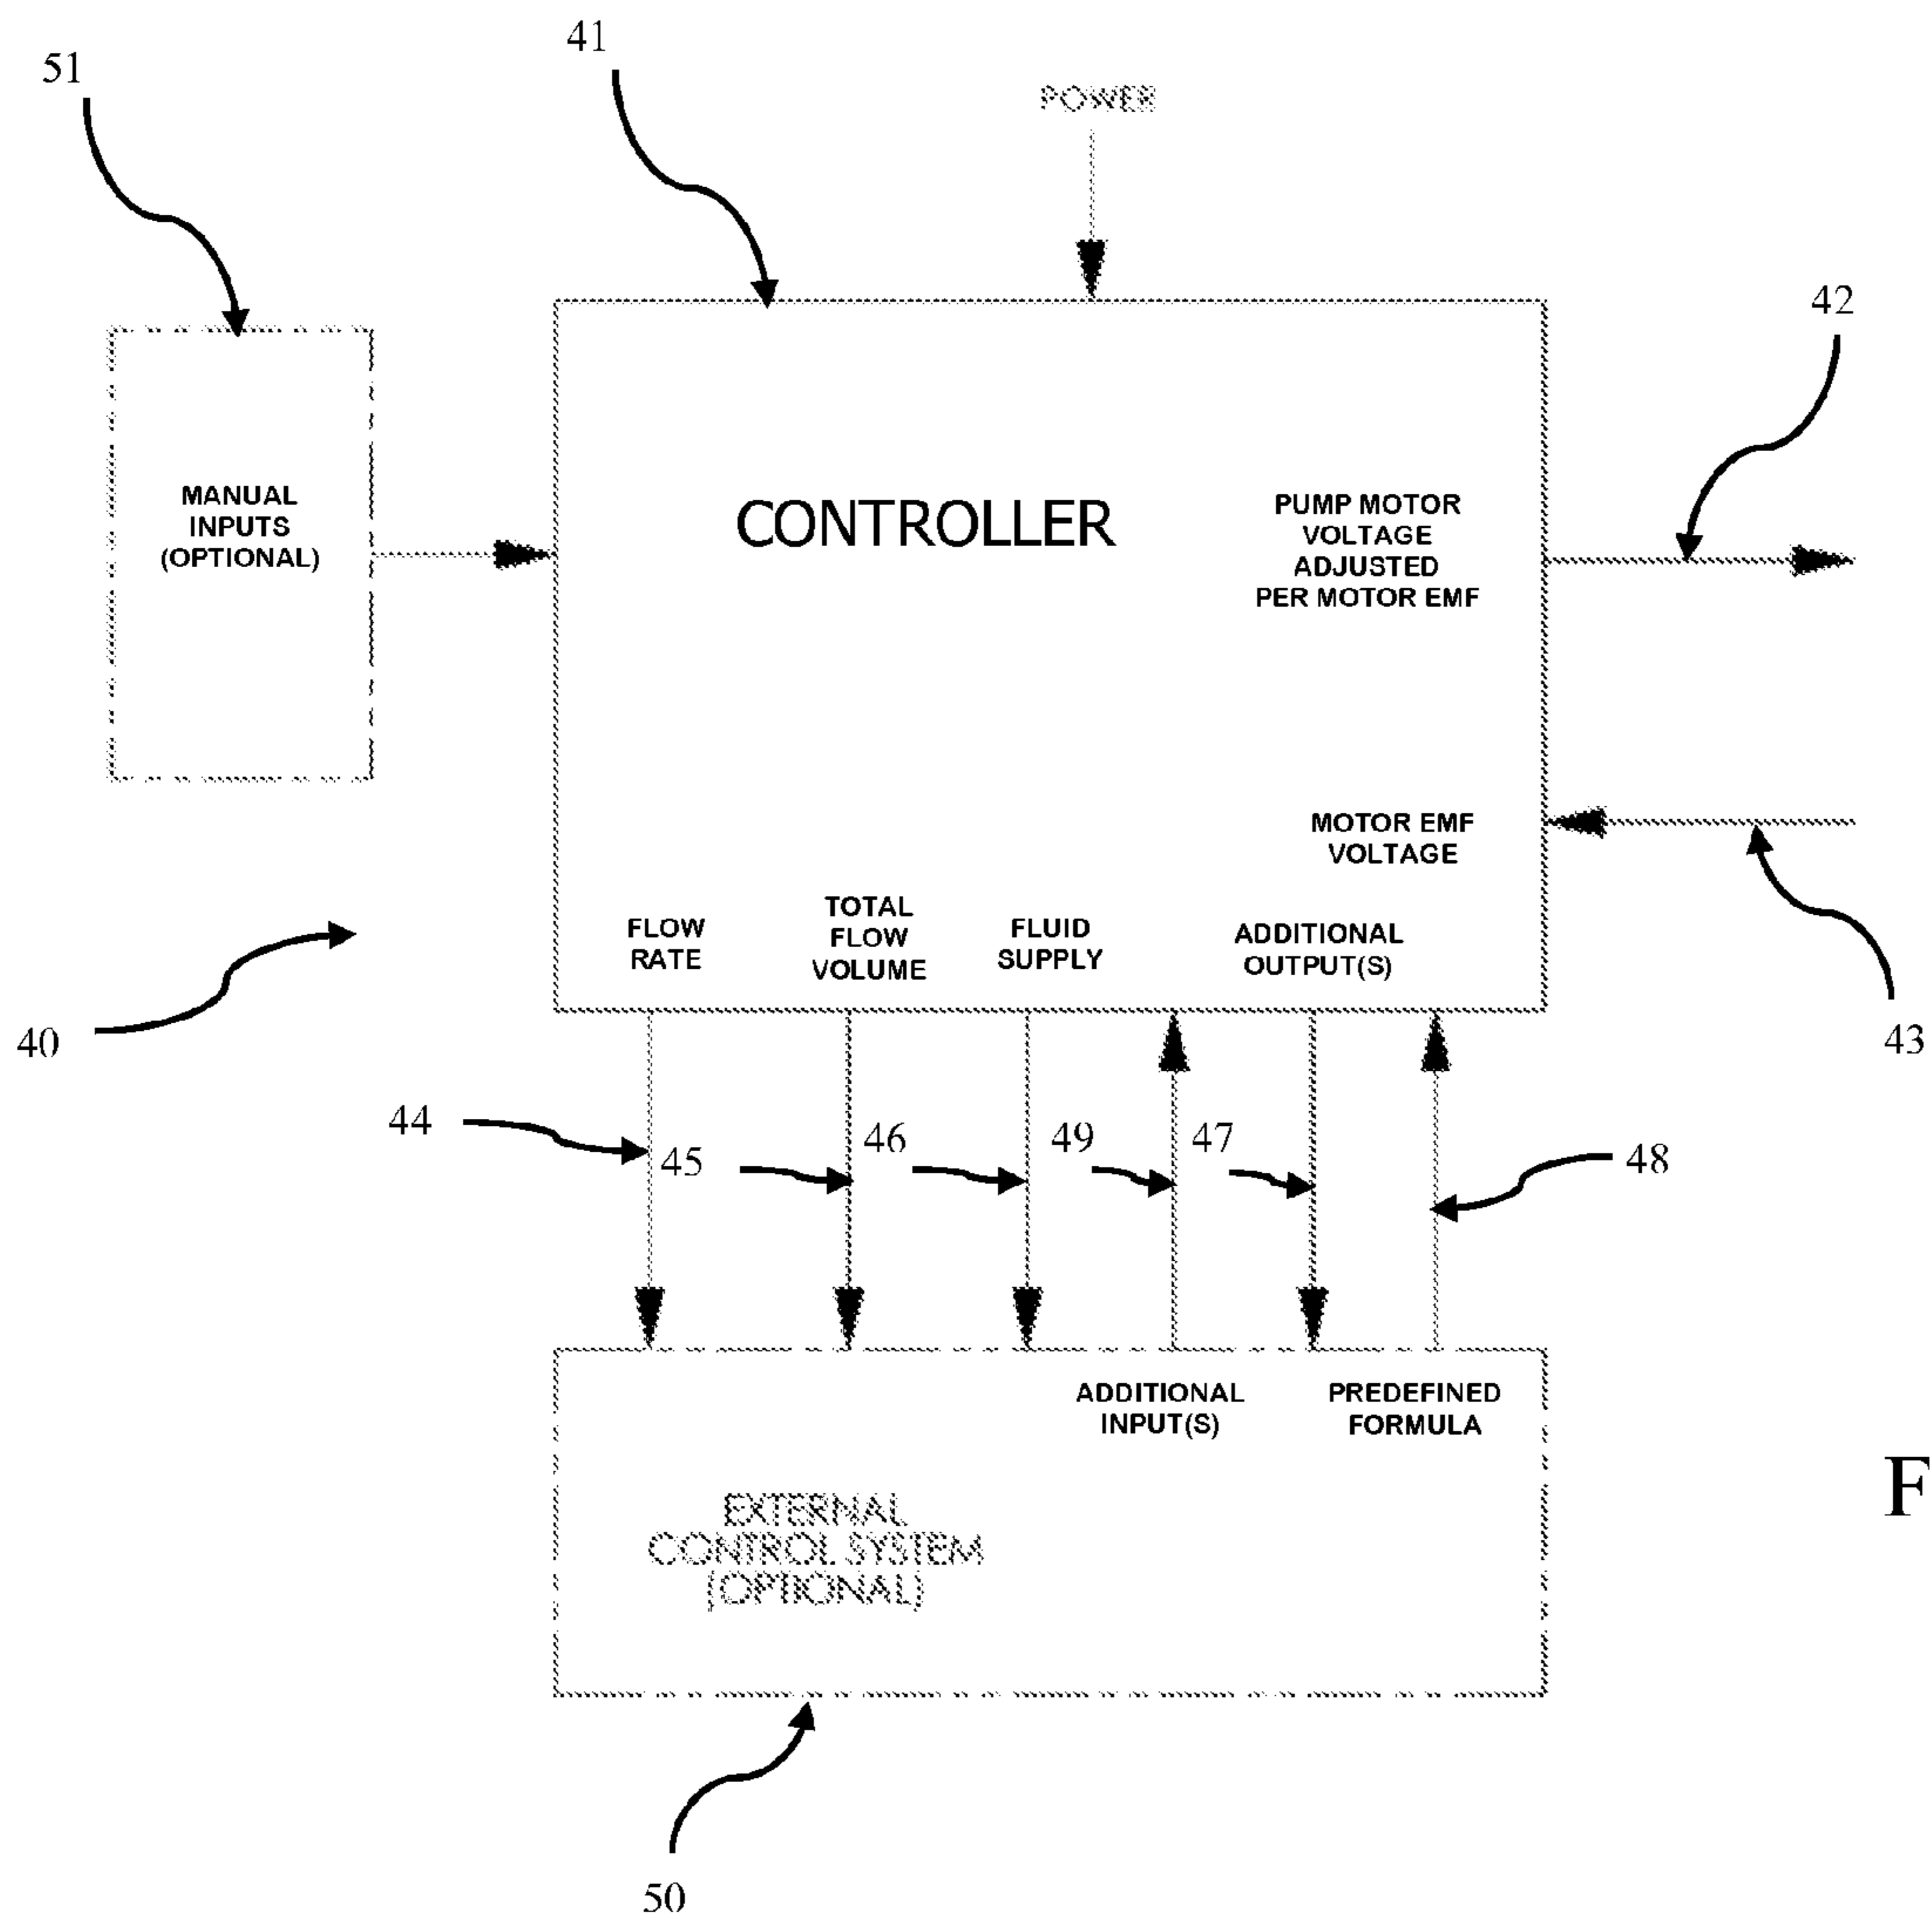 41
51
POWER
42
MANUAL
INPUTS
(OPTIONAL)
CONTROLLER
PUMP MOTOR
VOLTAGE
ADJUSTED
PER MOTOR EMF
MOTOR EMF
VOLTAGE
FLOW
RATE
TOTAL
FLOW
VOLUME
FLUID
SUPPLY
ADDITIONAL
OUTPUT(S)
40
43
44
45
46
49
47
48
ADDITIONAL
INPUT(S)
PREDEFINED
FORMULA
EXTERNAL
CONTROL SYSTEM
(OPTIONAL)
F
50